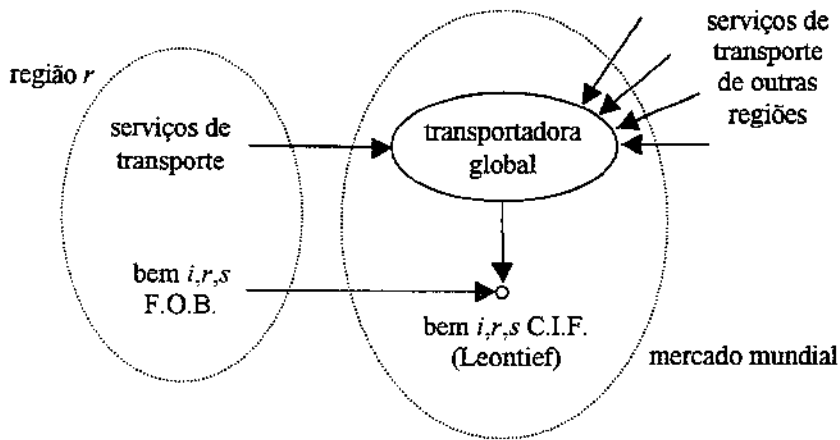 região r
serviços de
transporte
bem i,r,s
F.O.B.
transportadora
global
serviços de
transporte
de outras
regiões
bem i,r,s C.I.F.
(Leontief)
mercado mundial